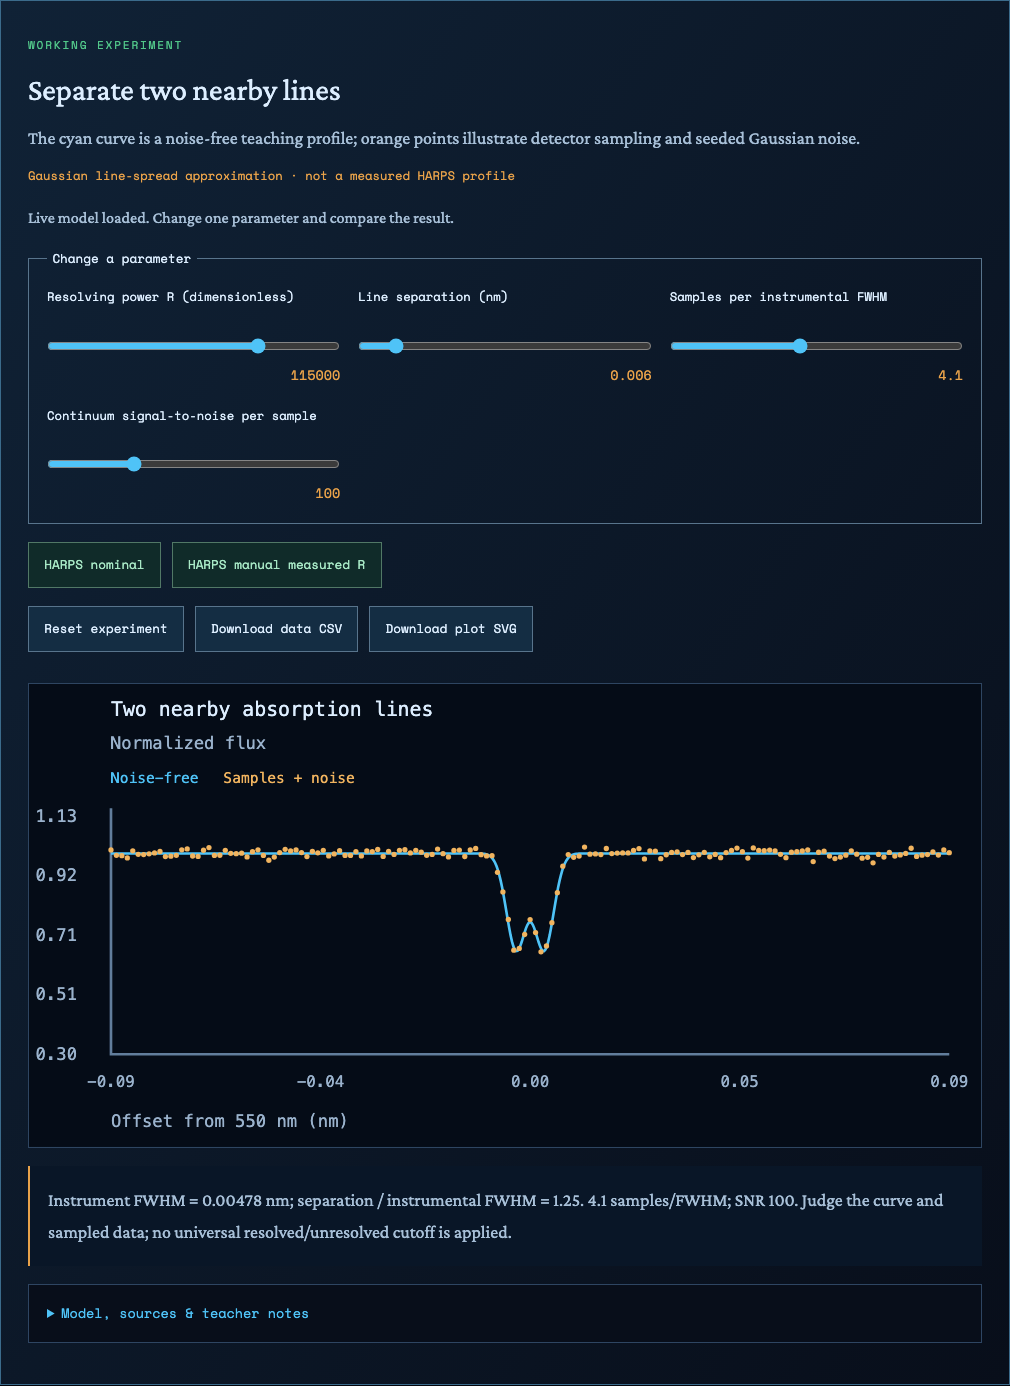 WORKING EXPERIMENT
Separate two nearby lines
The cyan curve is a noise-free teaching profile; orange points illustrate detector sampling and seeded Gaussian noise.
Gaussian line-spread approximation · not a measured HARPS profile
Live model loaded. Change one parameter and compare the result.
Change a parameter
Resolving power R (dimensionless)
115000
Line separation (nm)
0.006
Samples per instrumental FWHM
4.1
Continuum signal-to-noise per sample
100
HARPS nominal
HARPS manual measured R
Reset experiment
Download data CSV
Download plot SVG
Two nearby absorption lines
Normalized flux
Noise-free
Samples + noise
1.13
0.92
0.71
0.51
0.30
−0.09
−0.04
0.00
0.05
0.09
Offset from 550 nm (nm)
Instrument FWHM = 0.00478 nm; separation / instrumental FWHM = 1.25. 4.1 samples/FWHM; SNR 100. Judge the curve and
sampled data; no universal resolved/unresolved cutoff is applied.
Model, sources & teacher notes